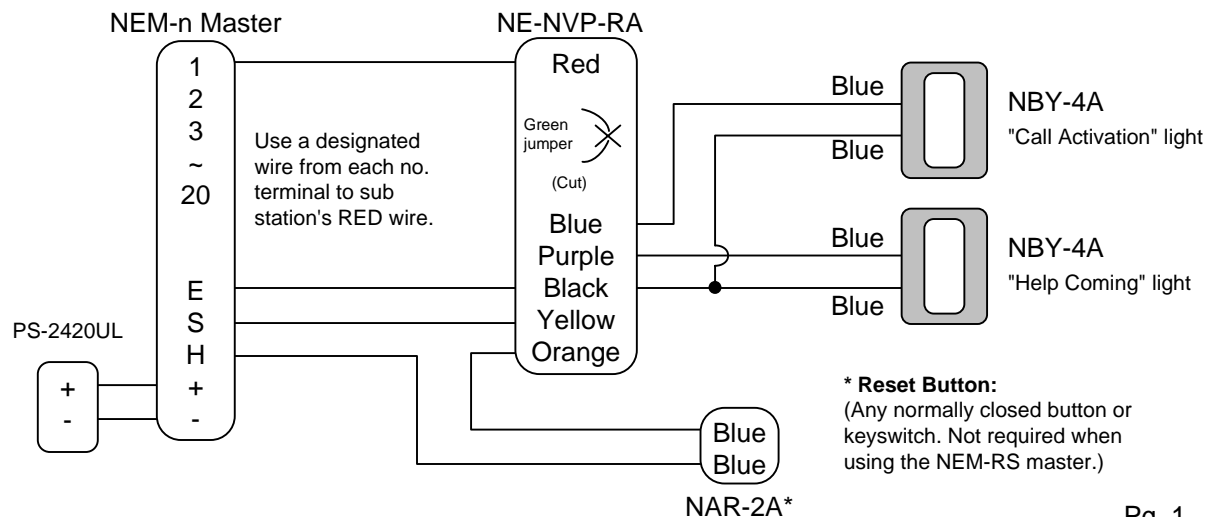 NEM-n Master
1
2
3
~
20
E
S
H
+
-
Use a designated
wire from each no.
terminal to sub
station's RED wire.
PS-2420UL
+
-
NE-NVP-RA
Red
Green
jumper
(Cut)
Blue
Purple
Black
Yellow
Orange
Blue
Blue
NBY-4A
"Call Activation" light
Blue
Blue
NBY-4A
"Help Coming" light
* Reset Button:
(Any normally closed button or
keyswitch. Not required when
using the NEM-RS master.)
Blue
Blue
NAR-2A*
Pg. 1